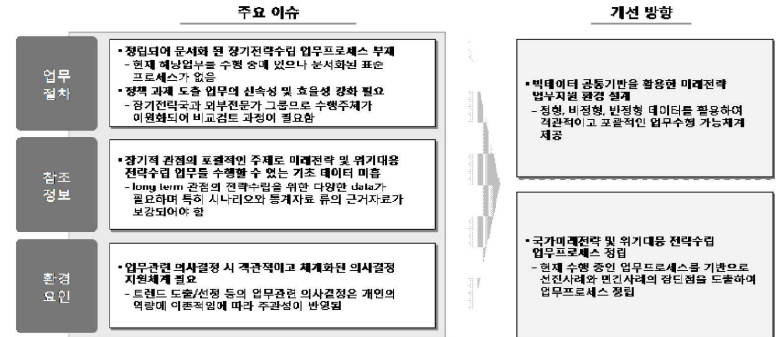 주요 이슈
업무
절차
• 정립되어 문서화 된 장기전략수립 업무프로세스 부재
– 현재 해당업무를 수행 중에 있으나 문서화된 표준
프로세스가 없음
• 정책 과제 도출 업무의 신속성 및 효율성 강화 필요
– 장기전략국과 외부전문가 그룹으로 수행주체가
이원화되어 비교검토 과정이 필요함
참조
정보
• 장기적 관점의 포괄적인 주제로 미래전략 및 위기대응
전략수립 업무를 수행할 수 있는 기초 데이터 미흡
– long term 관점의 전략수립을 위한 다양한 data가
필요하며 특히 시나리오와 통계자료 류의 근거자료가
보강되어야 함
환경
요인
• 업무관련 의사결정 시 객관적이고 체계화된 의사결정
지원체계 필요
– 트렌드 도출/선정 등의 업무관련 의사결정은 개인의
역량에 의존적임에 따라 주관성이 반영됨
개선 방향
• 빅데이터 공통기반을 활용한 미래전략
업무지원 환경 설계
– 정형, 비정형, 반정형 데이터를 활용하여
객관적이고 포괄적인 업무수행 가능체계
제공
• 국가미래전략 및 위기대응 전략수립
업무프로세스 정립
– 현재 수행 중인 업무프로세스를 기반으로
선진사례와 민간사례의 장단점을 도출하여
업무프로세스 정립